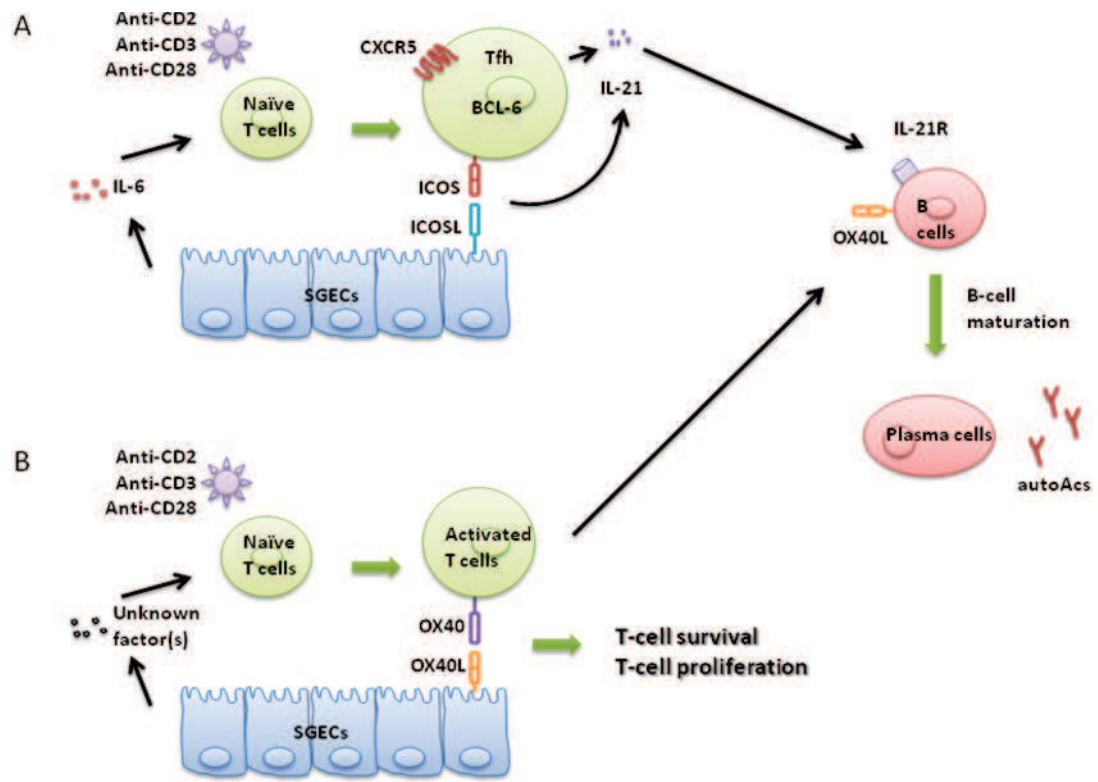 A
Anti-CD2
Anti-CD3
Anti-CD28
Naïve
T cells
IL-6
CXCR5
Tfh
BCL-6
IL-21
ICOS
ICOSL
SGECs
IL-21R
B
cells
OX40L
B-cell
maturation
Plasma cells
autoAcs
B
Anti-CD2
Anti-CD3
Anti-CD28
Naïve
T cells
Unknown
factor(s)
Activated
T cells
OX40
OX40L
T-cell survival
T-cell proliferation
SGECs